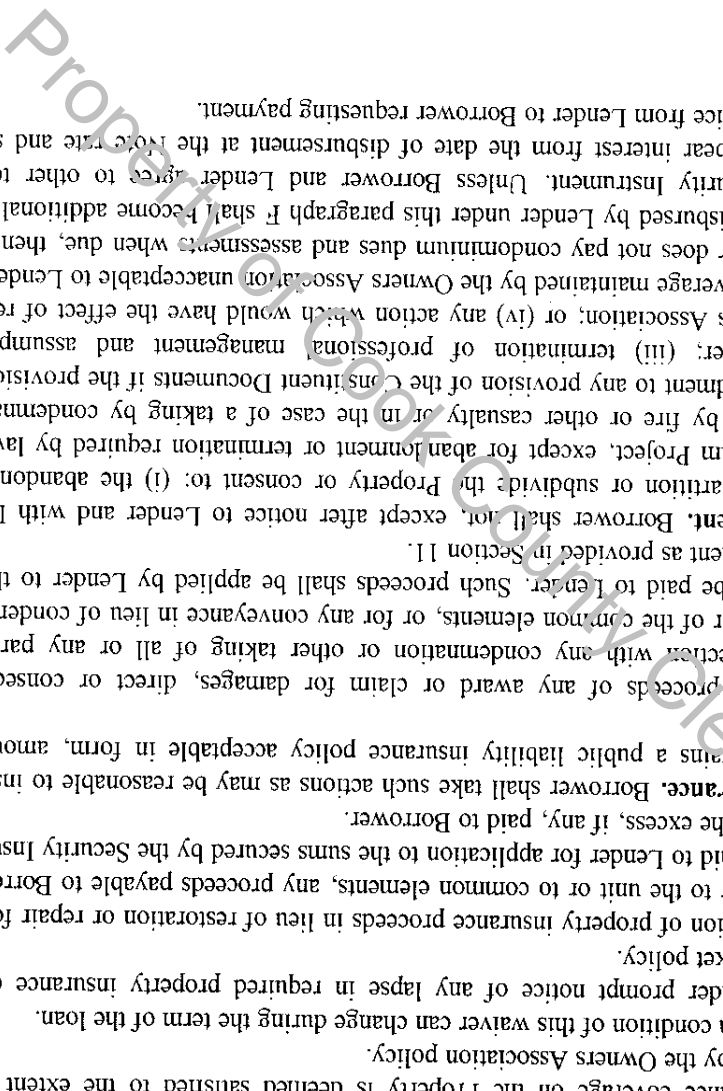 nce coverage on the Property is deemed satisfied to the extent
by the Owners Association policy.
a condition of this waiver can change during the term of the loan.
der prompt notice of any lapse in required property insurance
ket policy.
ion of property insurance proceeds in lieu of restoration or repair fo
r to the unit or to common elements, any proceeds payable to Borro
aid to Lender for application to the sums secured by the Security Ins
he excess, if any, paid to Borrower.
rance. Borrower shall take such actions as may be reasonable to in
ains a public liability insurance policy acceptable in form, amou
proceeds of any award or claim for damages, direct or conse
ection with any condemnation or other taking of all or any par
r of the common elements, or for any conveyance in lieu of conde
be paid to Lender. Such proceeds shall be applied by Lender to th
ent as provided in Section 11.
ent. Borrower shall not, except after notice to Lender and with
artition or subdivide the Property or consent to: (i) the abandon
m Project, except for abandonment or termination required by la
by fire or other casualty or in the case of a taking by condemna
dment to any provision of the Constituent Documents if the provisi
er; (iii) termination of professional management and assump
s Association; or (iv) any action which would have the effect of re
verage maintained by the Owners Association unacceptable to Lende
r does not pay condominium dues and assessments when due, then
isbursed by Lender under this paragraph F shall become additional
urity Instrument. Unless Borrower and Lender agree to other te
bear interest from the date of disbursement at the Note rate and s
ice from Lender to Borrower requesting payment.
Property of Cook County Cle